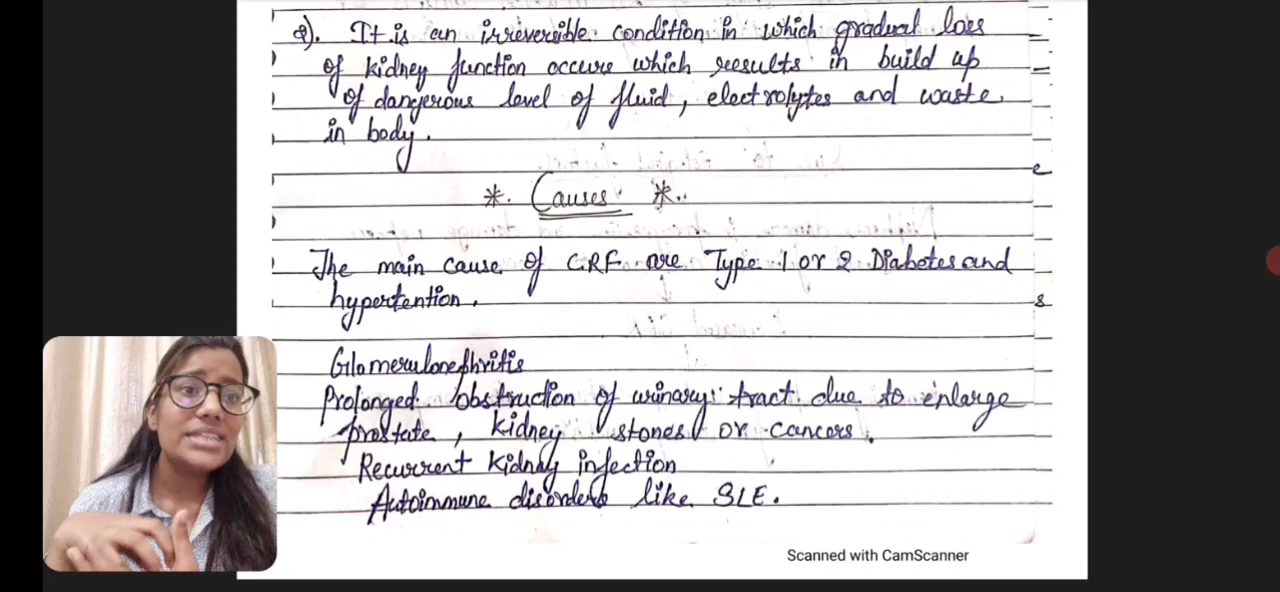 Q). It is an irreversible condition in which gradual loss
of kidney function occurs which results in build up
of dangerous level of fluid, electrolytes and waste
in body.
*. Causes *..
The main cause of CRF are Type 1 or 2 Diabetes and
hypertention.
Glomerulonephritis
Prolonged obstruction of urinary tract due to enlarge
prostate, kidney stones or cancers.
Recurrent kidney infection
Autoimmune disorders like SLE.
Scanned with CamScanner